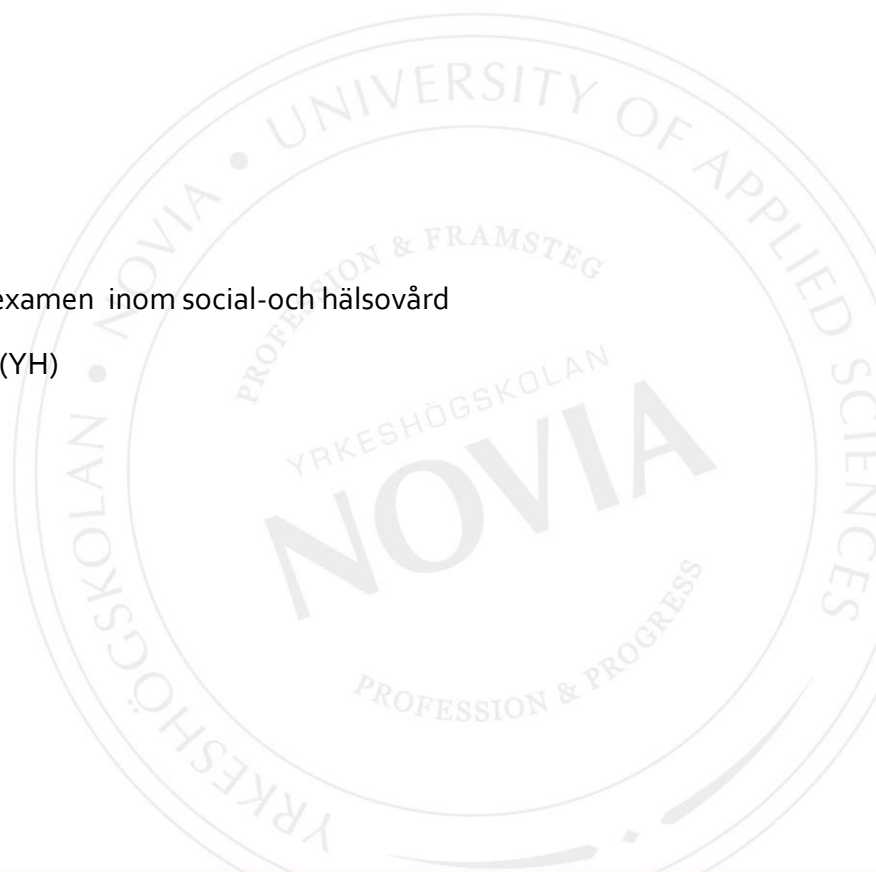 examen inom social-och hälsovård
(YH)
YRKESHÖGSKOLAN • NOVIA • UNIVERSITY OF APPLIED SCIENCES
PROFESSION & FRAMSTEG
YRKESHÖGSKOLAN
NOVIA
PROFESSION & PROGRESS